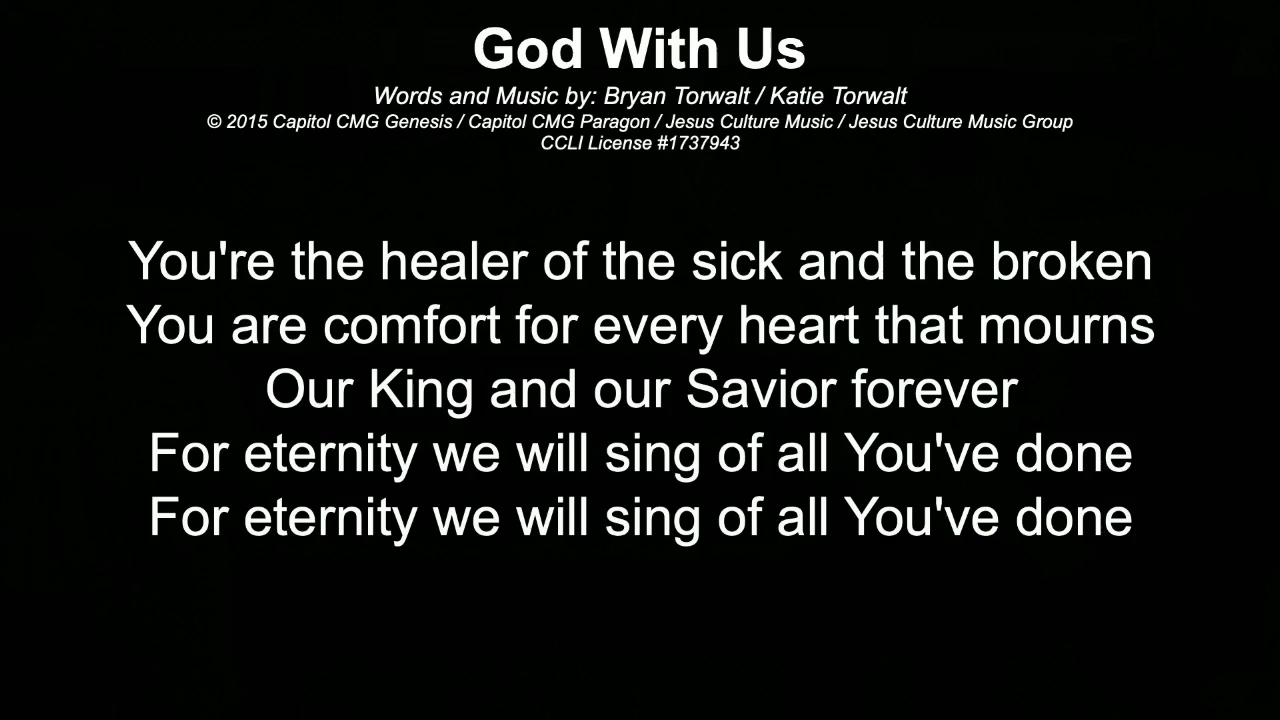 God With Us
Words and Music by: Bryan Torwalt / Katie Torwalt
© 2015 Capitol CMG Genesis / Capitol CMG Paragon / Jesus Culture Music / Jesus Culture Music Group
CCLI License #1737943
You're the healer of the sick and the broken
You are comfort for every heart that mourns
Our King and our Savior forever
For eternity we will sing of all You've done
For eternity we will sing of all You've done